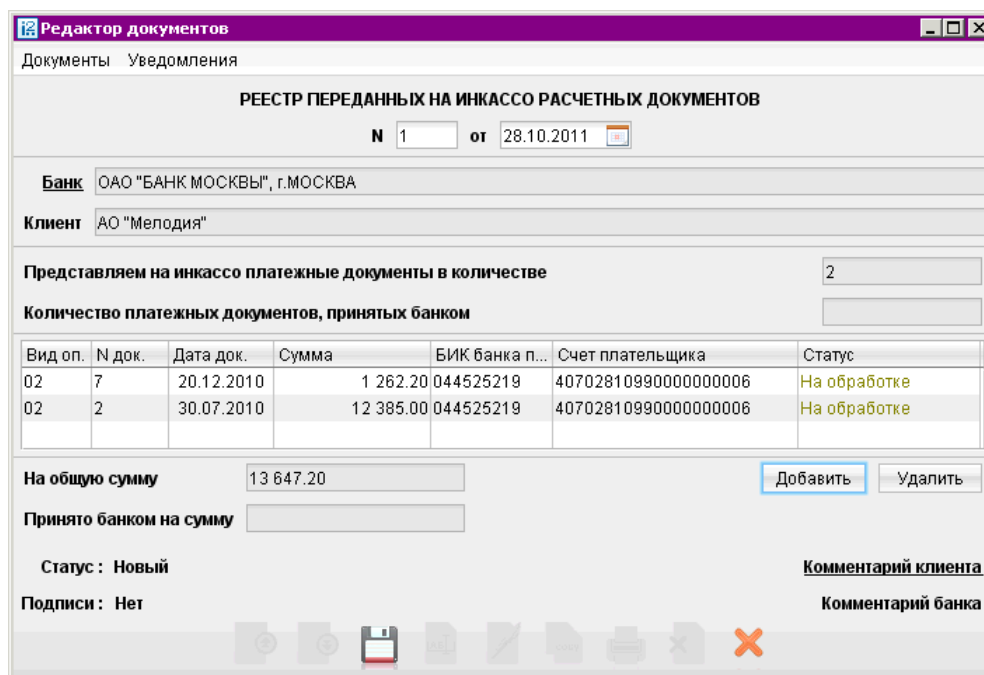 Редактор документов
Документы Уведомления
РЕЕСТР ПЕРЕДАННЫХ НА ИНКАССО РАСЧЕТНЫХ ДОКУМЕНТОВ
N 1 от 28.10.2011
Банк ОАО "БАНК МОСКВЫ", г.МОСКВА
Клиент АО "Мелодия"
Представляем на инкассо платежные документы в количестве 2
Количество платежных документов, принятых банком
Вид оп. N док. Дата док. Сумма БИК банка п... Счет плательщика Статус
02 7 20.12.2010 1 262.20 044525219 40702810990000000006 На обработке
02 2 30.07.2010 12 385.00 044525219 40702810990000000006 На обработке
На общую сумму 13 647.20 Добавить Удалить
Принято банком на сумму
Статус : Новый Комментарий клиента
Подписи : Нет Комментарий банка